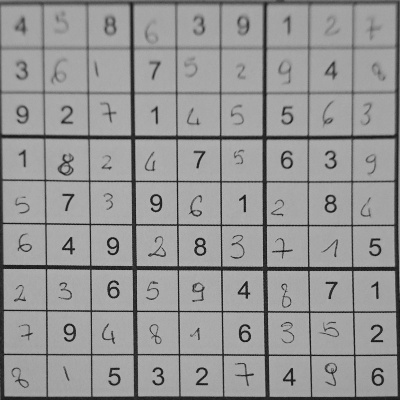 4 5 8 6 3 9 1 2 7
3 6 1 7 5 2 9 4 8
9 2 7 1 4 5 5 6 3
1 8 2 4 7 5 6 3 9
5 7 3 9 6 1 2 8 4
6 4 9 2 8 3 7 1 5
2 3 6 5 9 4 8 7 1
7 9 4 8 1 6 3 5 2
8 1 5 3 2 7 4 9 6